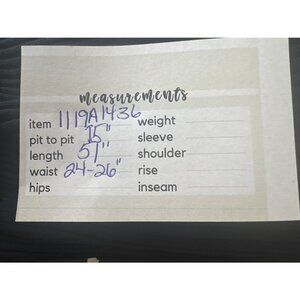 measurements
item 1119A1436
weight
pit to pit 15"
sleeve
length 51"
shoulder
waist 24-26"
rise
hips
inseam